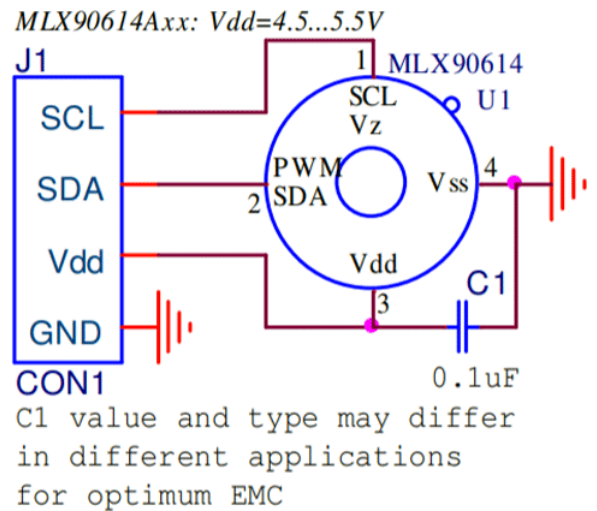 MLX90614Axx: Vdd=4.5...5.5V
J1
1
MLX90614
SCL
SCL
U1
Vz
PWM
4
SDA
2
SDA
Vss
Vdd
Vdd
C1
3
GND
CON1
0.1uF
C1 value and type may differ
in different applications
for optimum EMC